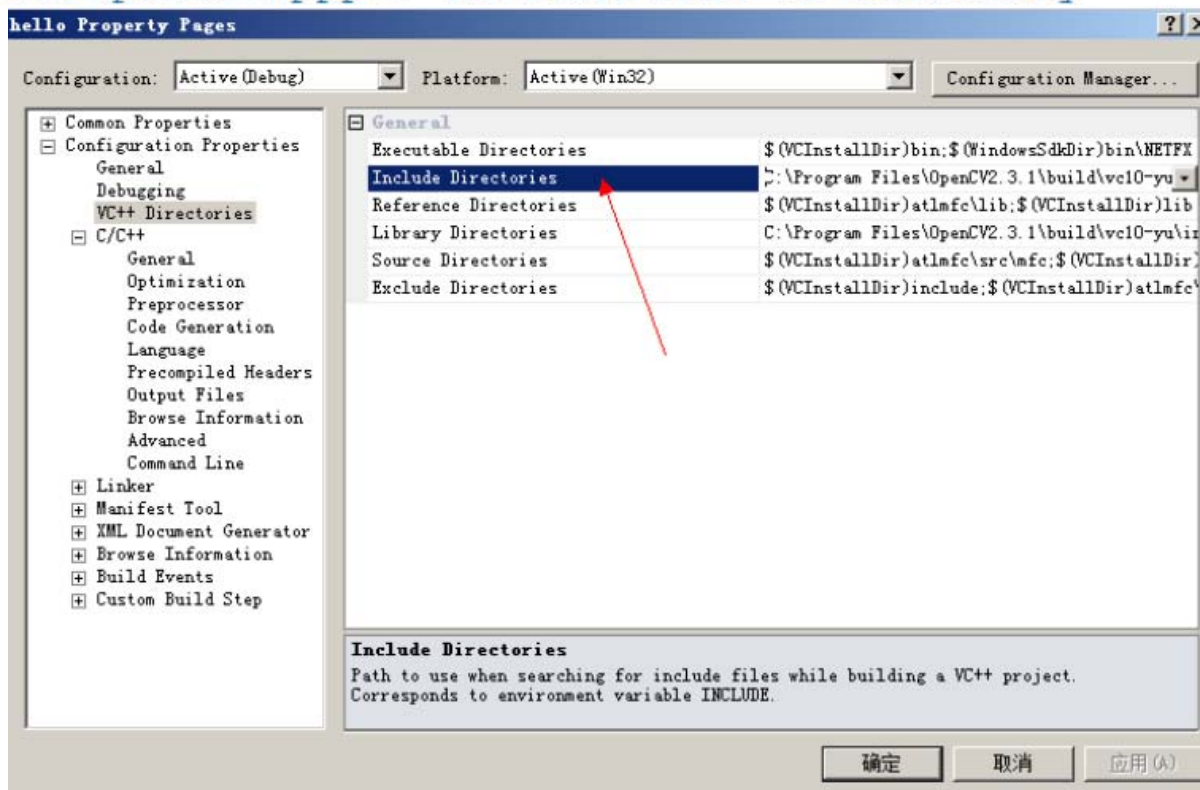 hello Property Pages
Configuration: Active(Debug) Platform: Active(Win32) Configuration Manager...
Common Properties
Configuration Properties
General
Debugging
VC++ Directories
C/C++
General
Optimization
Preprocessor
Code Generation
Language
Precompiled Headers
Output Files
Browse Information
Advanced
Command Line
Linker
Manifest Tool
XML Document Generator
Browse Information
Build Events
Custom Build Step
General
Executable Directories $(VCInstallDir)bin;$(WindowsSdkDir)bin\NETFX
Include Directories :\Program Files\OpenCV2.3.1\build\vc10-yu
Reference Directories $(VCInstallDir)atlmfc\lib;$(VCInstallDir)lib
Library Directories C:\Program Files\OpenCV2.3.1\build\vc10-yu\
Source Directories $(VCInstallDir)atlmfc\src\mfc;$(VCInstallDir)
Exclude Directories $(VCInstallDir)include;$(VCInstallDir)atlmfc\
Include Directories
Path to use when searching for include files while building a VC++ project.
Corresponds to environment variable INCLUDE.
确定 取消 应用(A)